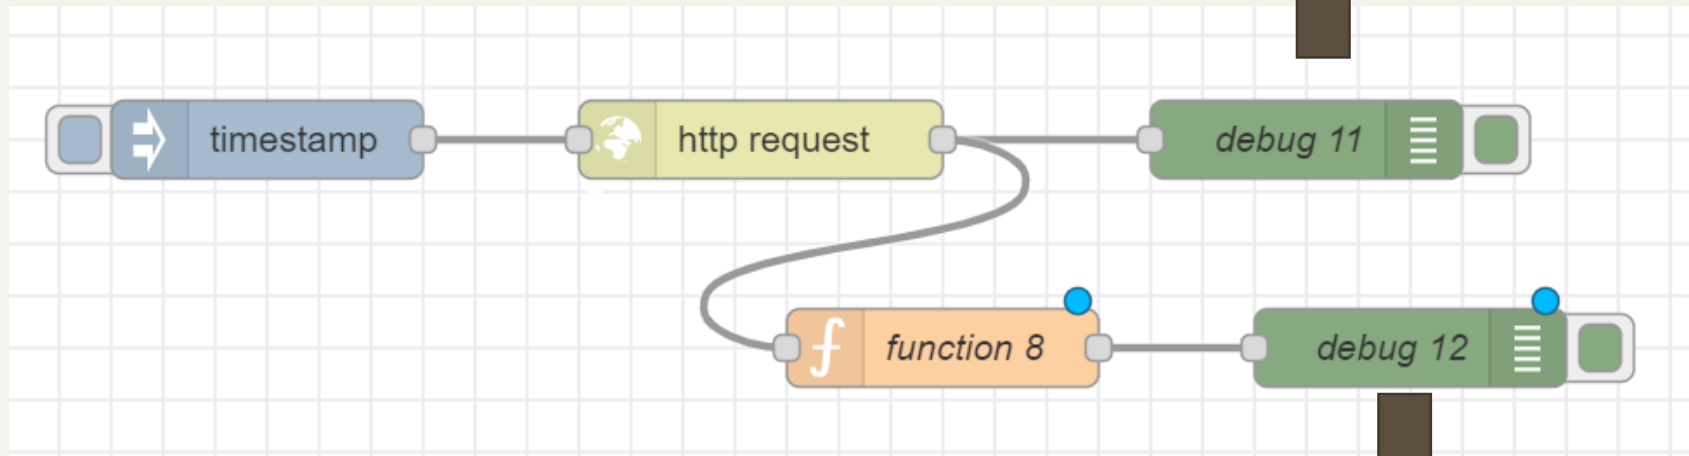 timestamp
http request
debug 11
function 8
debug 12